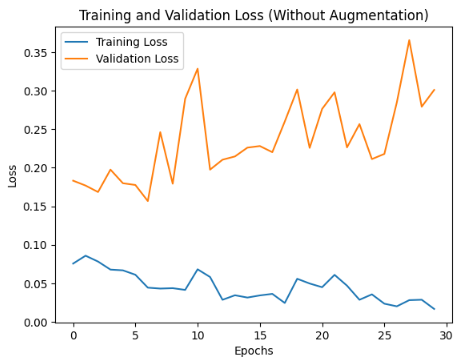 Training and Validation Loss (Without Augmentation)
Training Loss
Validation Loss
Loss
0.35
0.30
0.25
0.20
0.15
0.10
0.05
0.00
0 5 10 15 20 25 30
Epochs